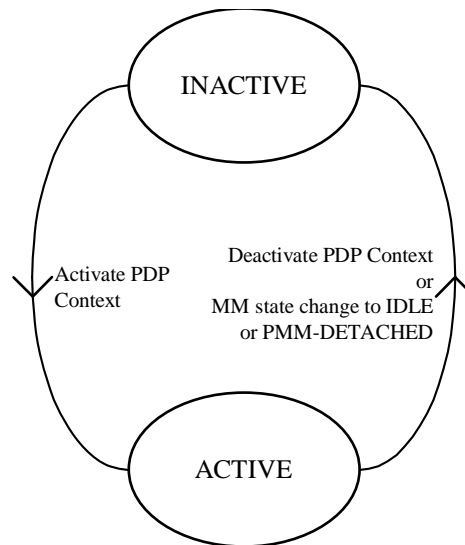 INACTIVE
Activate PDP
Context
Deactivate PDP Context
or
MM state change to IDLE
or PMM-DETACHED
ACTIVE